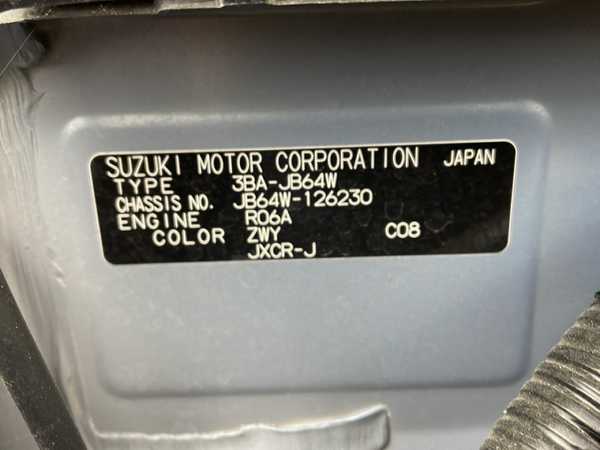 SUZUKI MOTOR CORPORATION JAPAN
TYPE 3BA-JB64W
CHASSIS NO. JB64W-126230
ENGINE R06A
COLOR ZWY C08
JXCR-J